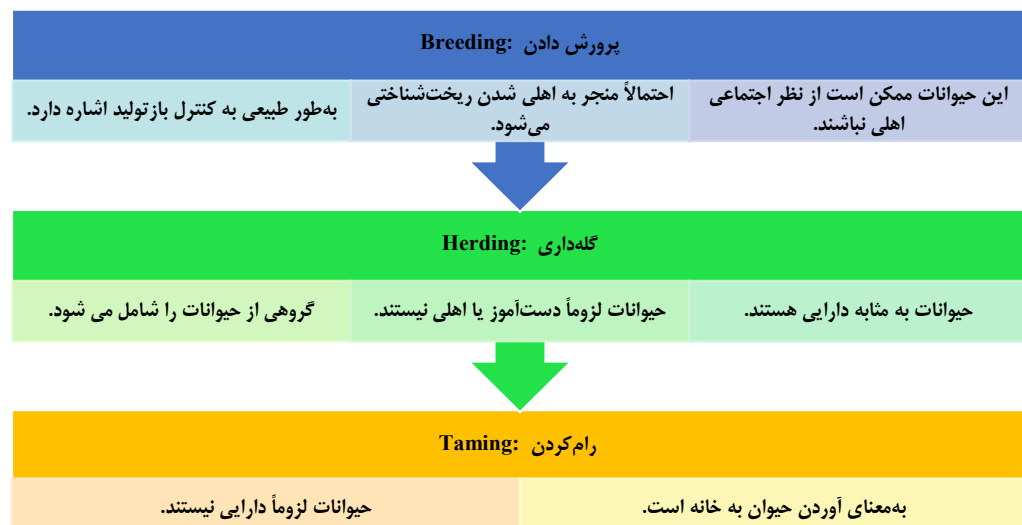 پرورش دادن :Breeding
این حیوانات ممکن است از نظر اجتماعی
اهلی نباشند.
احتمالاً منجر به اهلی شدن ریخت‌شناختی
می‌شود.
به‌طور طبیعی به کنترل بازتولید اشاره دارد.
گله‌داری :Herding
حیوانات به مثابه دارایی هستند.
حیوانات لزوماً دست‌آموز یا اهلی نیستند.
گروهی از حیوانات را شامل می شود.
رام‌کردن :Taming
به‌معنای آوردن حیوان به خانه است.
حیوانات لزوماً دارایی نیستند.